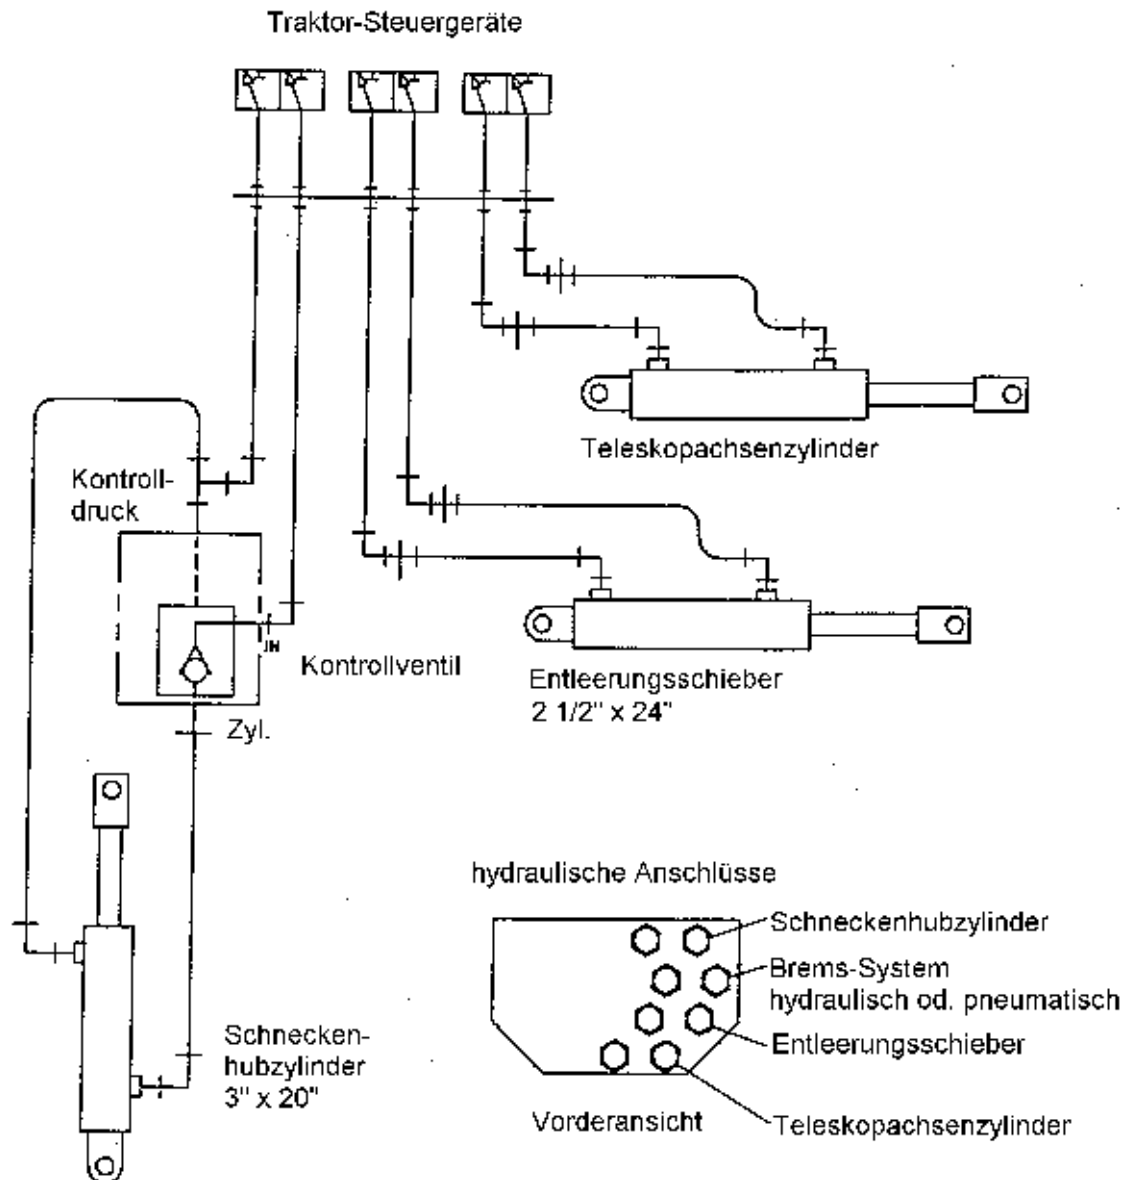 Traktor-Steuergeräte
Teleskopachsenzylinder
Kontroll-
druck
IN
Kontrollventil
Entleerungsschieber
2 1/2" x 24"
Zyl.
hydraulische Anschlüsse
Schneckenhubzylinder
Brems-System
hydraulisch od. pneumatisch
Entleerungsschieber
Teleskopachsenzylinder
Vorderansicht
Schnecken-
hubzylinder
3" x 20"